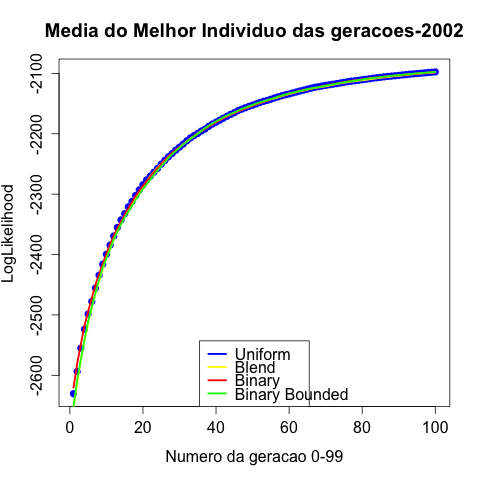 Media do Melhor Individuo das geracoes-2002
LogLikelihood
-2100
-2200
-2300
-2400
-2500
-2600
Uniform
Blend
Binary
Binary Bounded
0 20 40 60 80 100
Numero da geracao 0-99